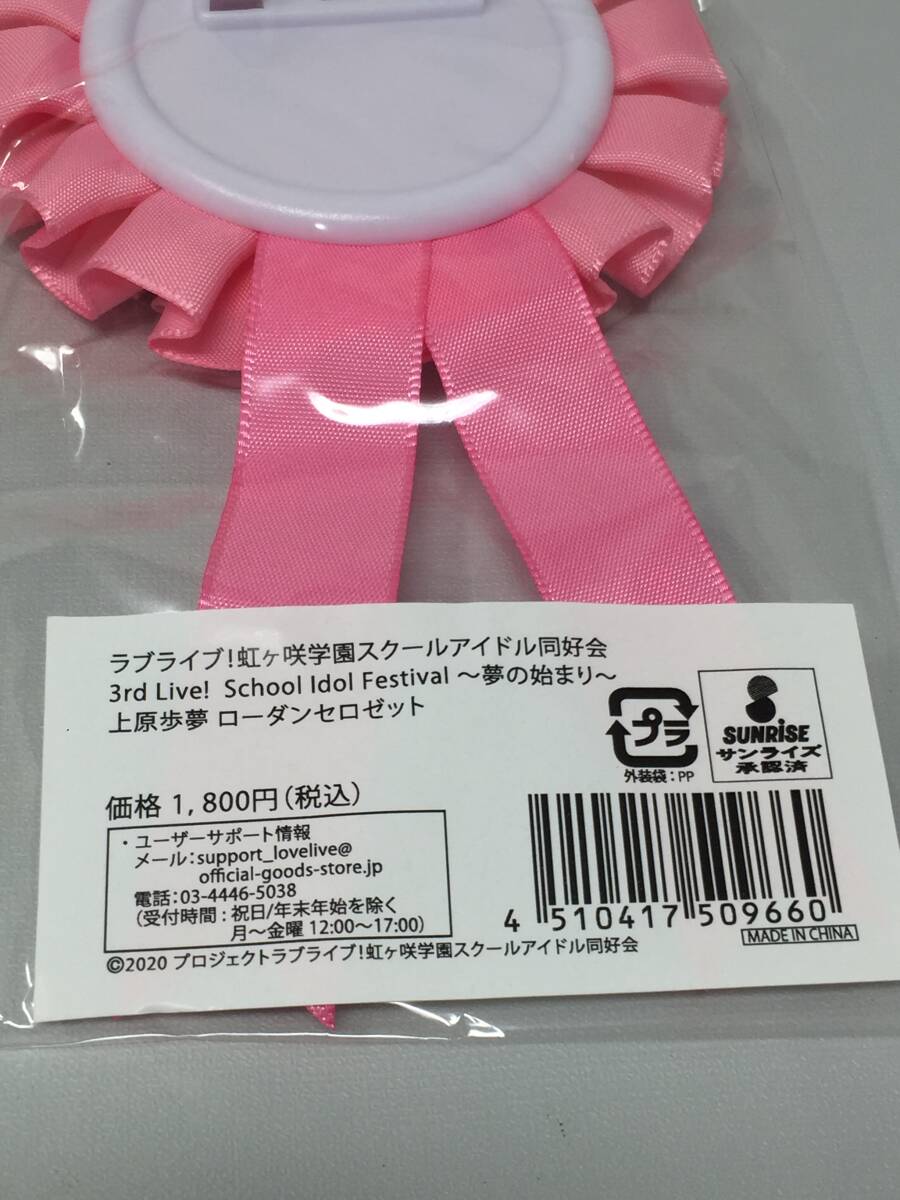 ラブライブ!虹ヶ咲学園スクールアイドル同好会
3rd Live! School Idol Festival ～夢の始まり～
上原歩夢 ローダンセロゼット
プラ
外装袋:PP
SUNRISE
サンライズ
承認済
価格 1,800円(税込)
・ユーザーサポート情報
メール:support_lovelive@
official-goods-store.jp
電話:03-4446-5038
(受付時間:祝日/年末年始を除く
月～金曜 12:00～17:00)
4 510417 509660
MADE IN CHINA
©2020 プロジェクトラブライブ!虹ヶ咲学園スクールアイドル同好会